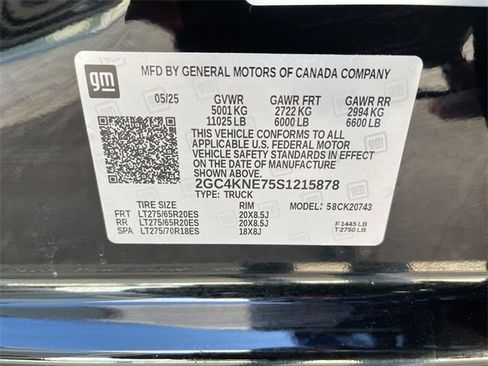 gm
MFD BY GENERAL MOTORS OF CANADA COMPANY
05/25 GVWR GAWR FRT GAWR RR
5001 KG 2722 KG 2994 KG
11025 LB 6000 LB 6600 LB
THIS VEHICLE CONFORMS TO ALL
APPLICABLE U.S. FEDERAL MOTOR
VEHICLE SAFETY STANDARDS IN
EFFECT ON THE DATE OF
MANUFACTURE SHOWN ABOVE.
2GC4KNE75S1215878
TYPE: TRUCK
TIRE SIZE RIM MODEL: 58CK20743
FRT LT275/65R20ES 20X8.5J F 1445 LB
RR LT275/65R20ES 20X8.5J T 2750 LB
SPA LT275/70R18ES 18X8J